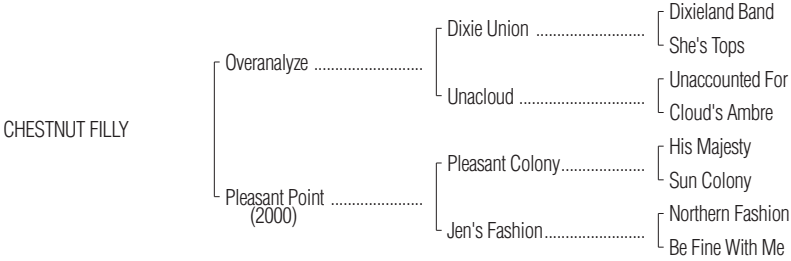 Dixieland Band
Dixie Union ..........................
She's Tops
Overanalyze ..........................
Unaccounted For
Unacloud ..............................
Cloud's Ambre
CHESTNUT FILLY
His Majesty
Pleasant Colony....................
Sun Colony
Pleasant Point ......................
(2000)
Northern Fashion
Jen's Fashion........................
Be Fine With Me